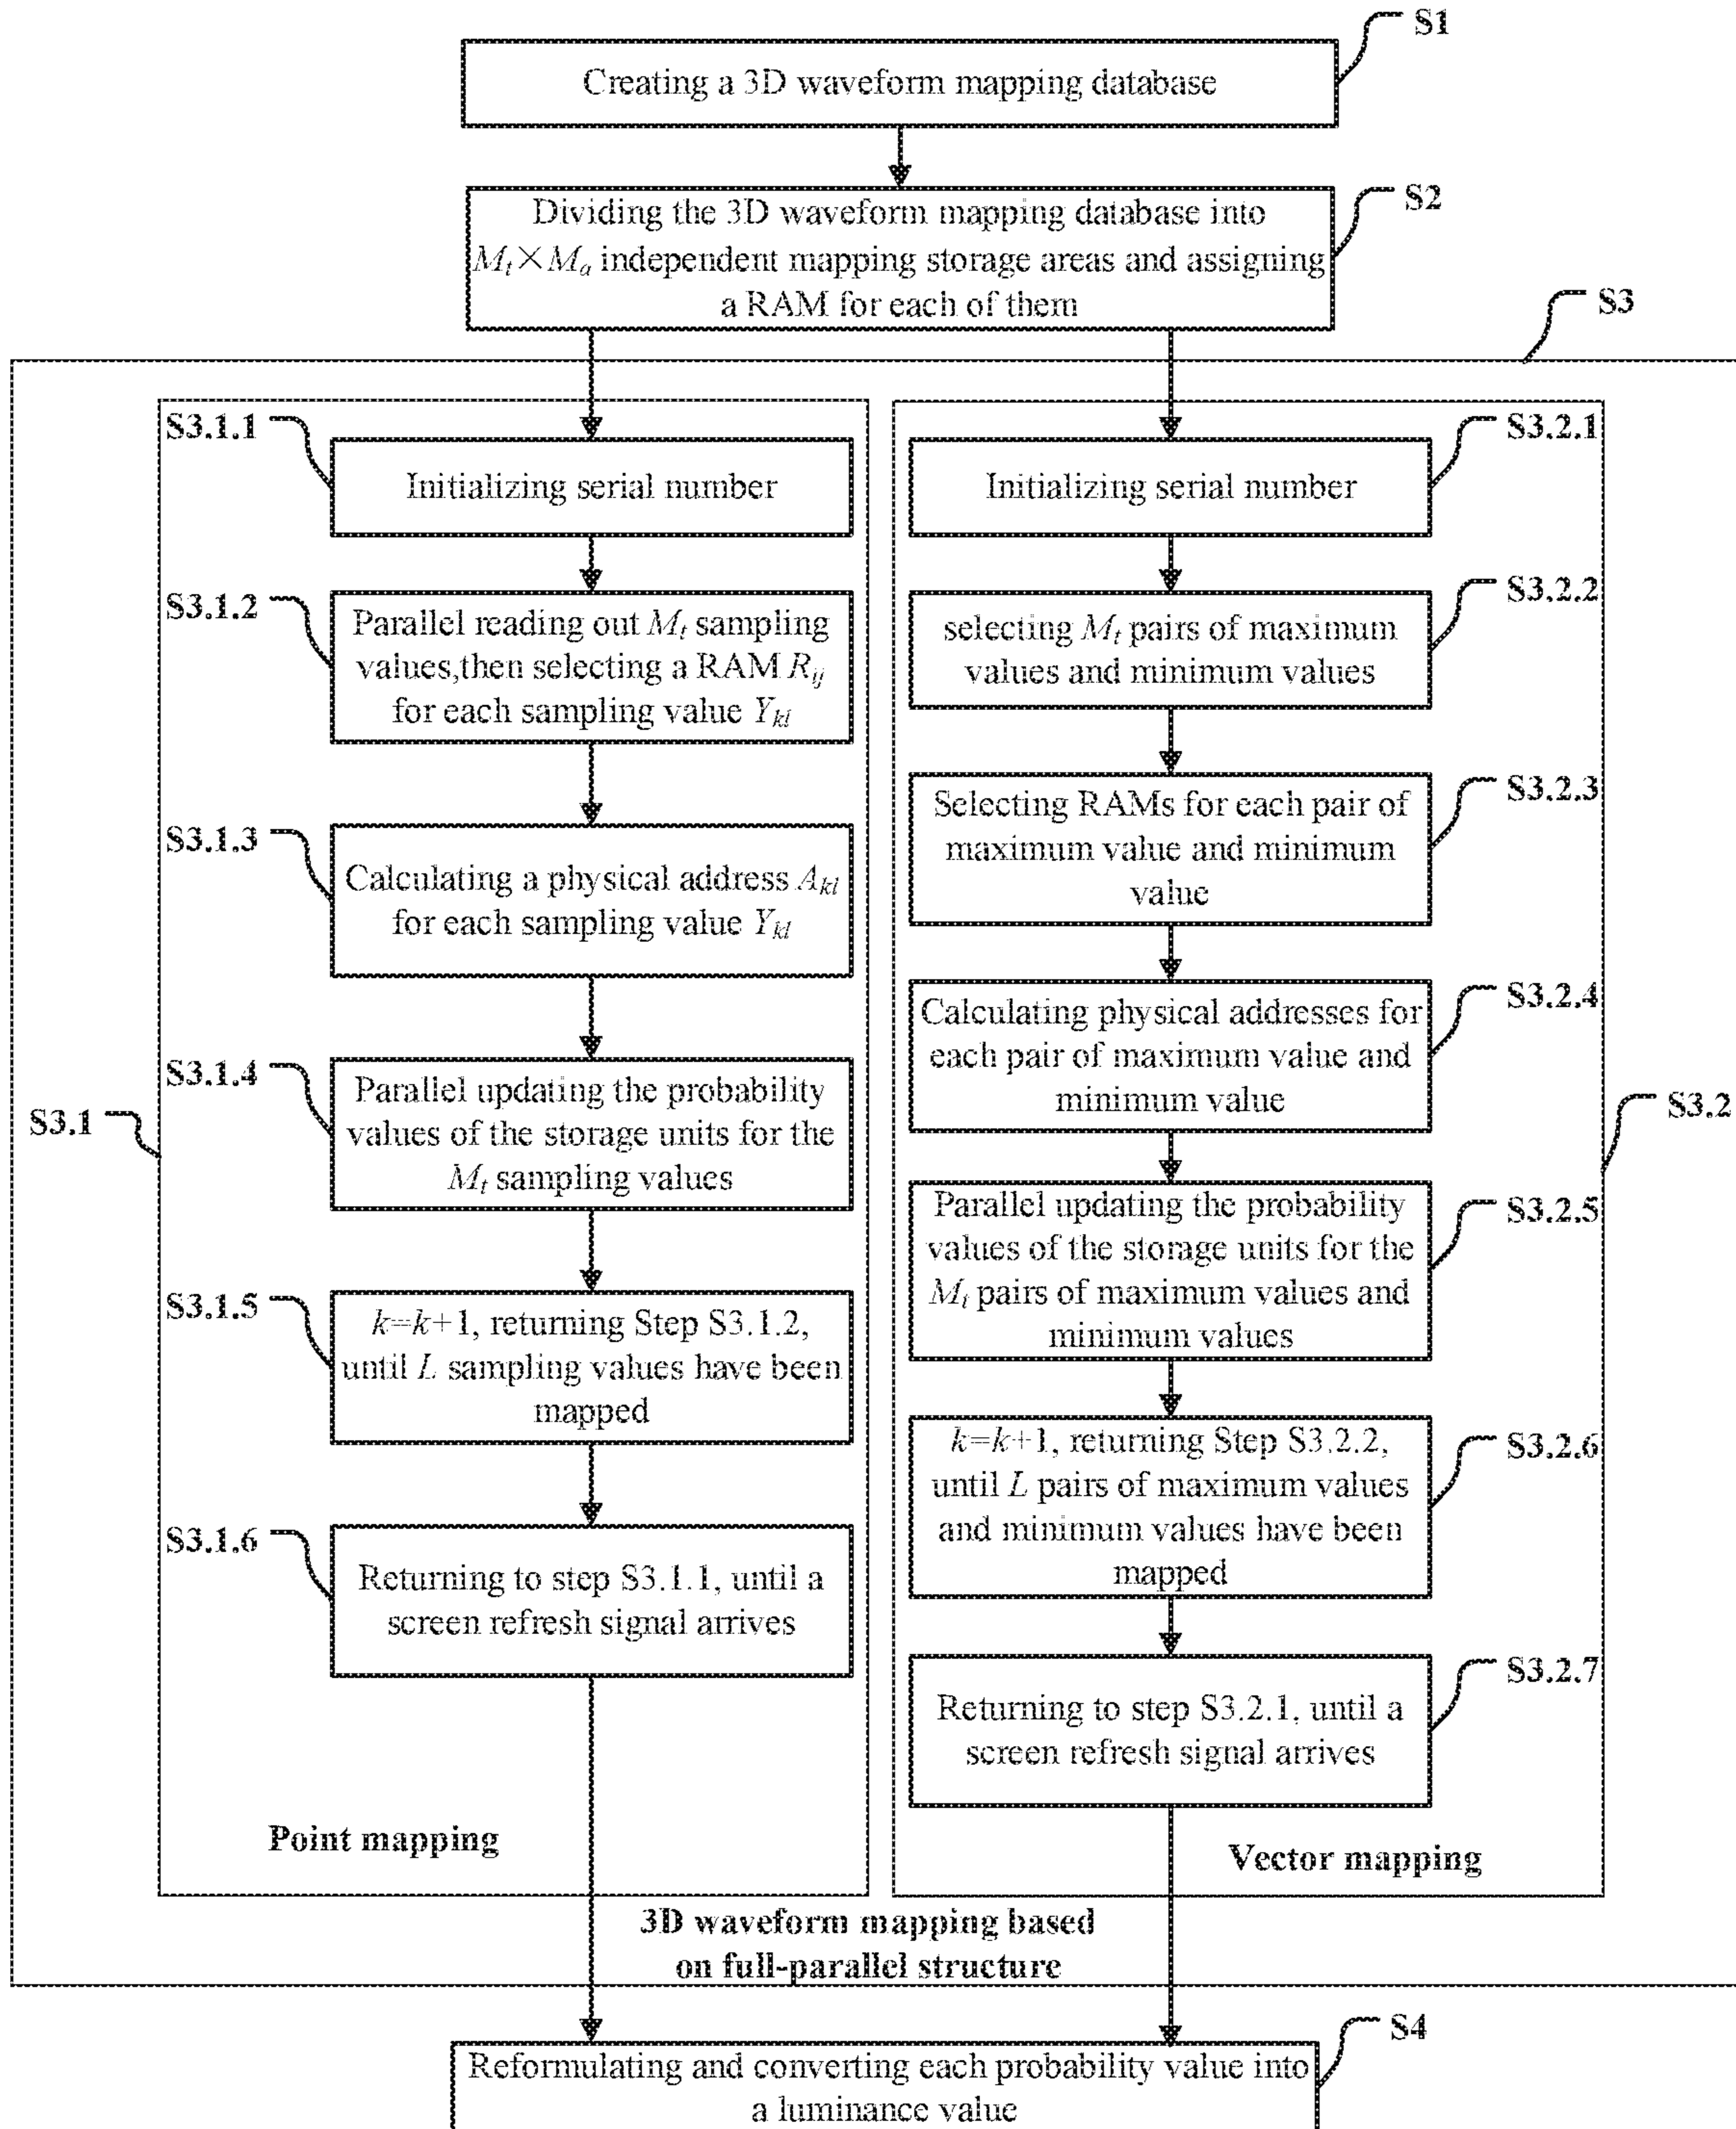 S1
Creating a 3D waveform mapping database
S2
Dividing the 3D waveform mapping database into
Mt×Ma independent mapping storage areas and assigning
a RAM for each of them
S3
S3.1
S3.1.1
Initializing serial number
S3.1.2
Parallel reading out Mt sampling
values,then selecting a RAM Rij
for each sampling value Ykl
S3.1.3
Calculating a physical address Akl
for each sampling value Ykl
S3.1.4
Parallel updating the probability
values of the storage units for the
Mt sampling values
S3.1.5
k=k+1, returning Step S3.1.2,
until L sampling values have been
mapped
S3.1.6
Returning to step S3.1.1, until a
screen refresh signal arrives
Point mapping
S3.2
S3.2.1
Initializing serial number
S3.2.2
selecting Mt pairs of maximum
values and minimum values
S3.2.3
Selecting RAMs for each pair of
maximum value and minimum
value
S3.2.4
Calculating physical addresses for
each pair of maximum value and
minimum value
S3.2.5
Parallel updating the probability
values of the storage units for the
Mt pairs of maximum values and
minimum values
S3.2.6
k=k+1, returning Step S3.2.2,
until L pairs of maximum values
and minimum values have been
mapped
S3.2.7
Returning to step S3.2.1, until a
screen refresh signal arrives
Vector mapping
3D waveform mapping based
on full-parallel structure
S4
Reformulating and converting each probability value into
a luminance value